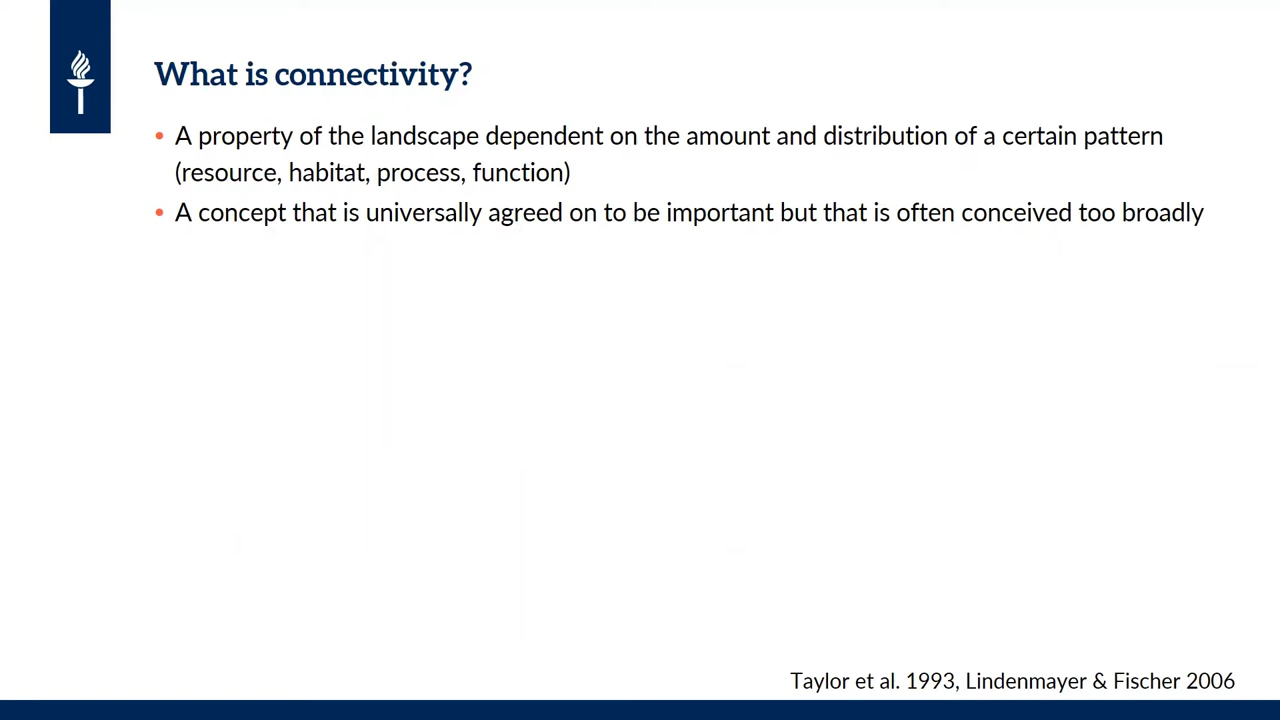 What is connectivity?
• A property of the landscape dependent on the amount and distribution of a certain pattern
(resource, habitat, process, function)
• A concept that is universally agreed on to be important but that is often conceived too broadly
Taylor et al. 1993, Lindenmayer & Fischer 2006